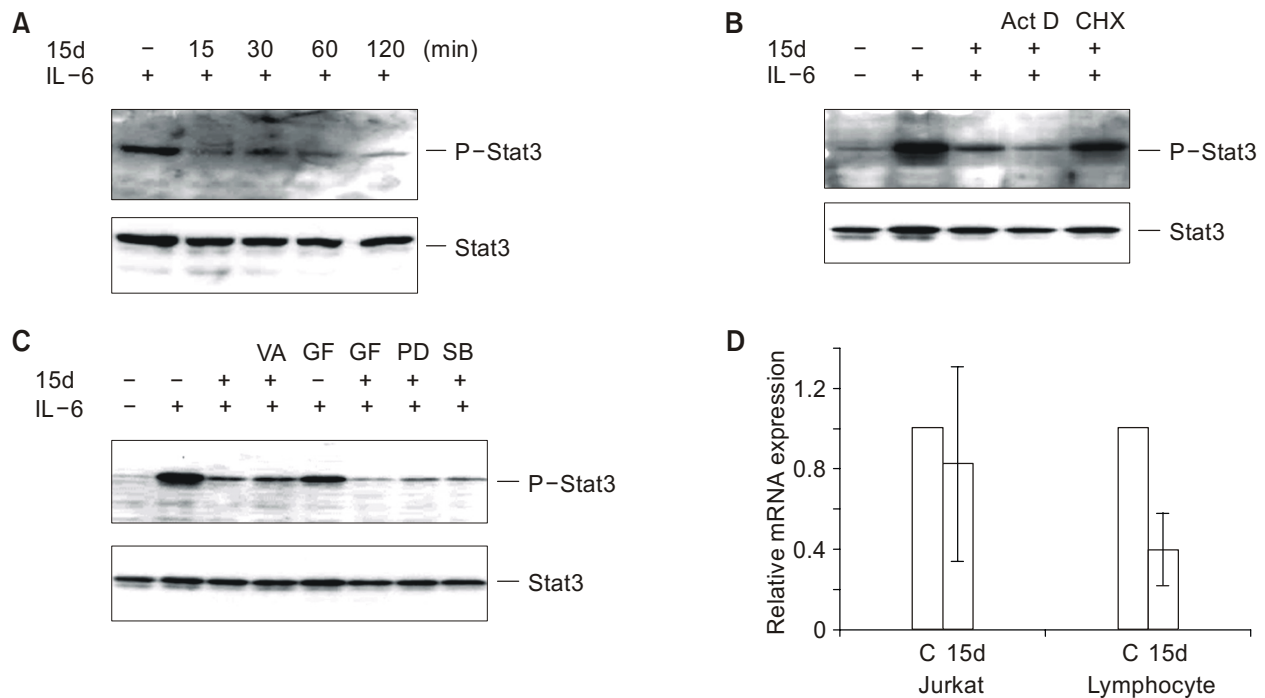 A
15d − 15 30 60 120 (min)
IL−6 + + + + +
P−Stat3
Stat3
B
Act D CHX
15d − − + + +
IL−6 − + + + +
P−Stat3
Stat3
C
VA GF GF PD SB
15d − − + + − + + +
IL−6 − + + + + + + +
P−Stat3
Stat3
D
Relative mRNA expression
1.2
0.8
0.4
0
C 15d C 15d
Jurkat Lymphocyte